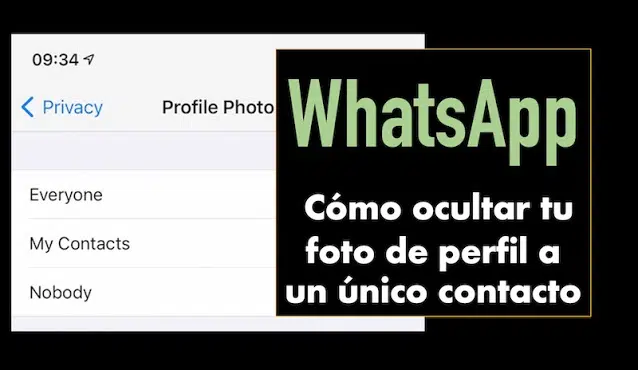 09:34
Privacy
Profile Photo
Everyone
My Contacts
Nobody
WhatsApp
Cómo ocultar tu
foto de perfil a
un único contacto